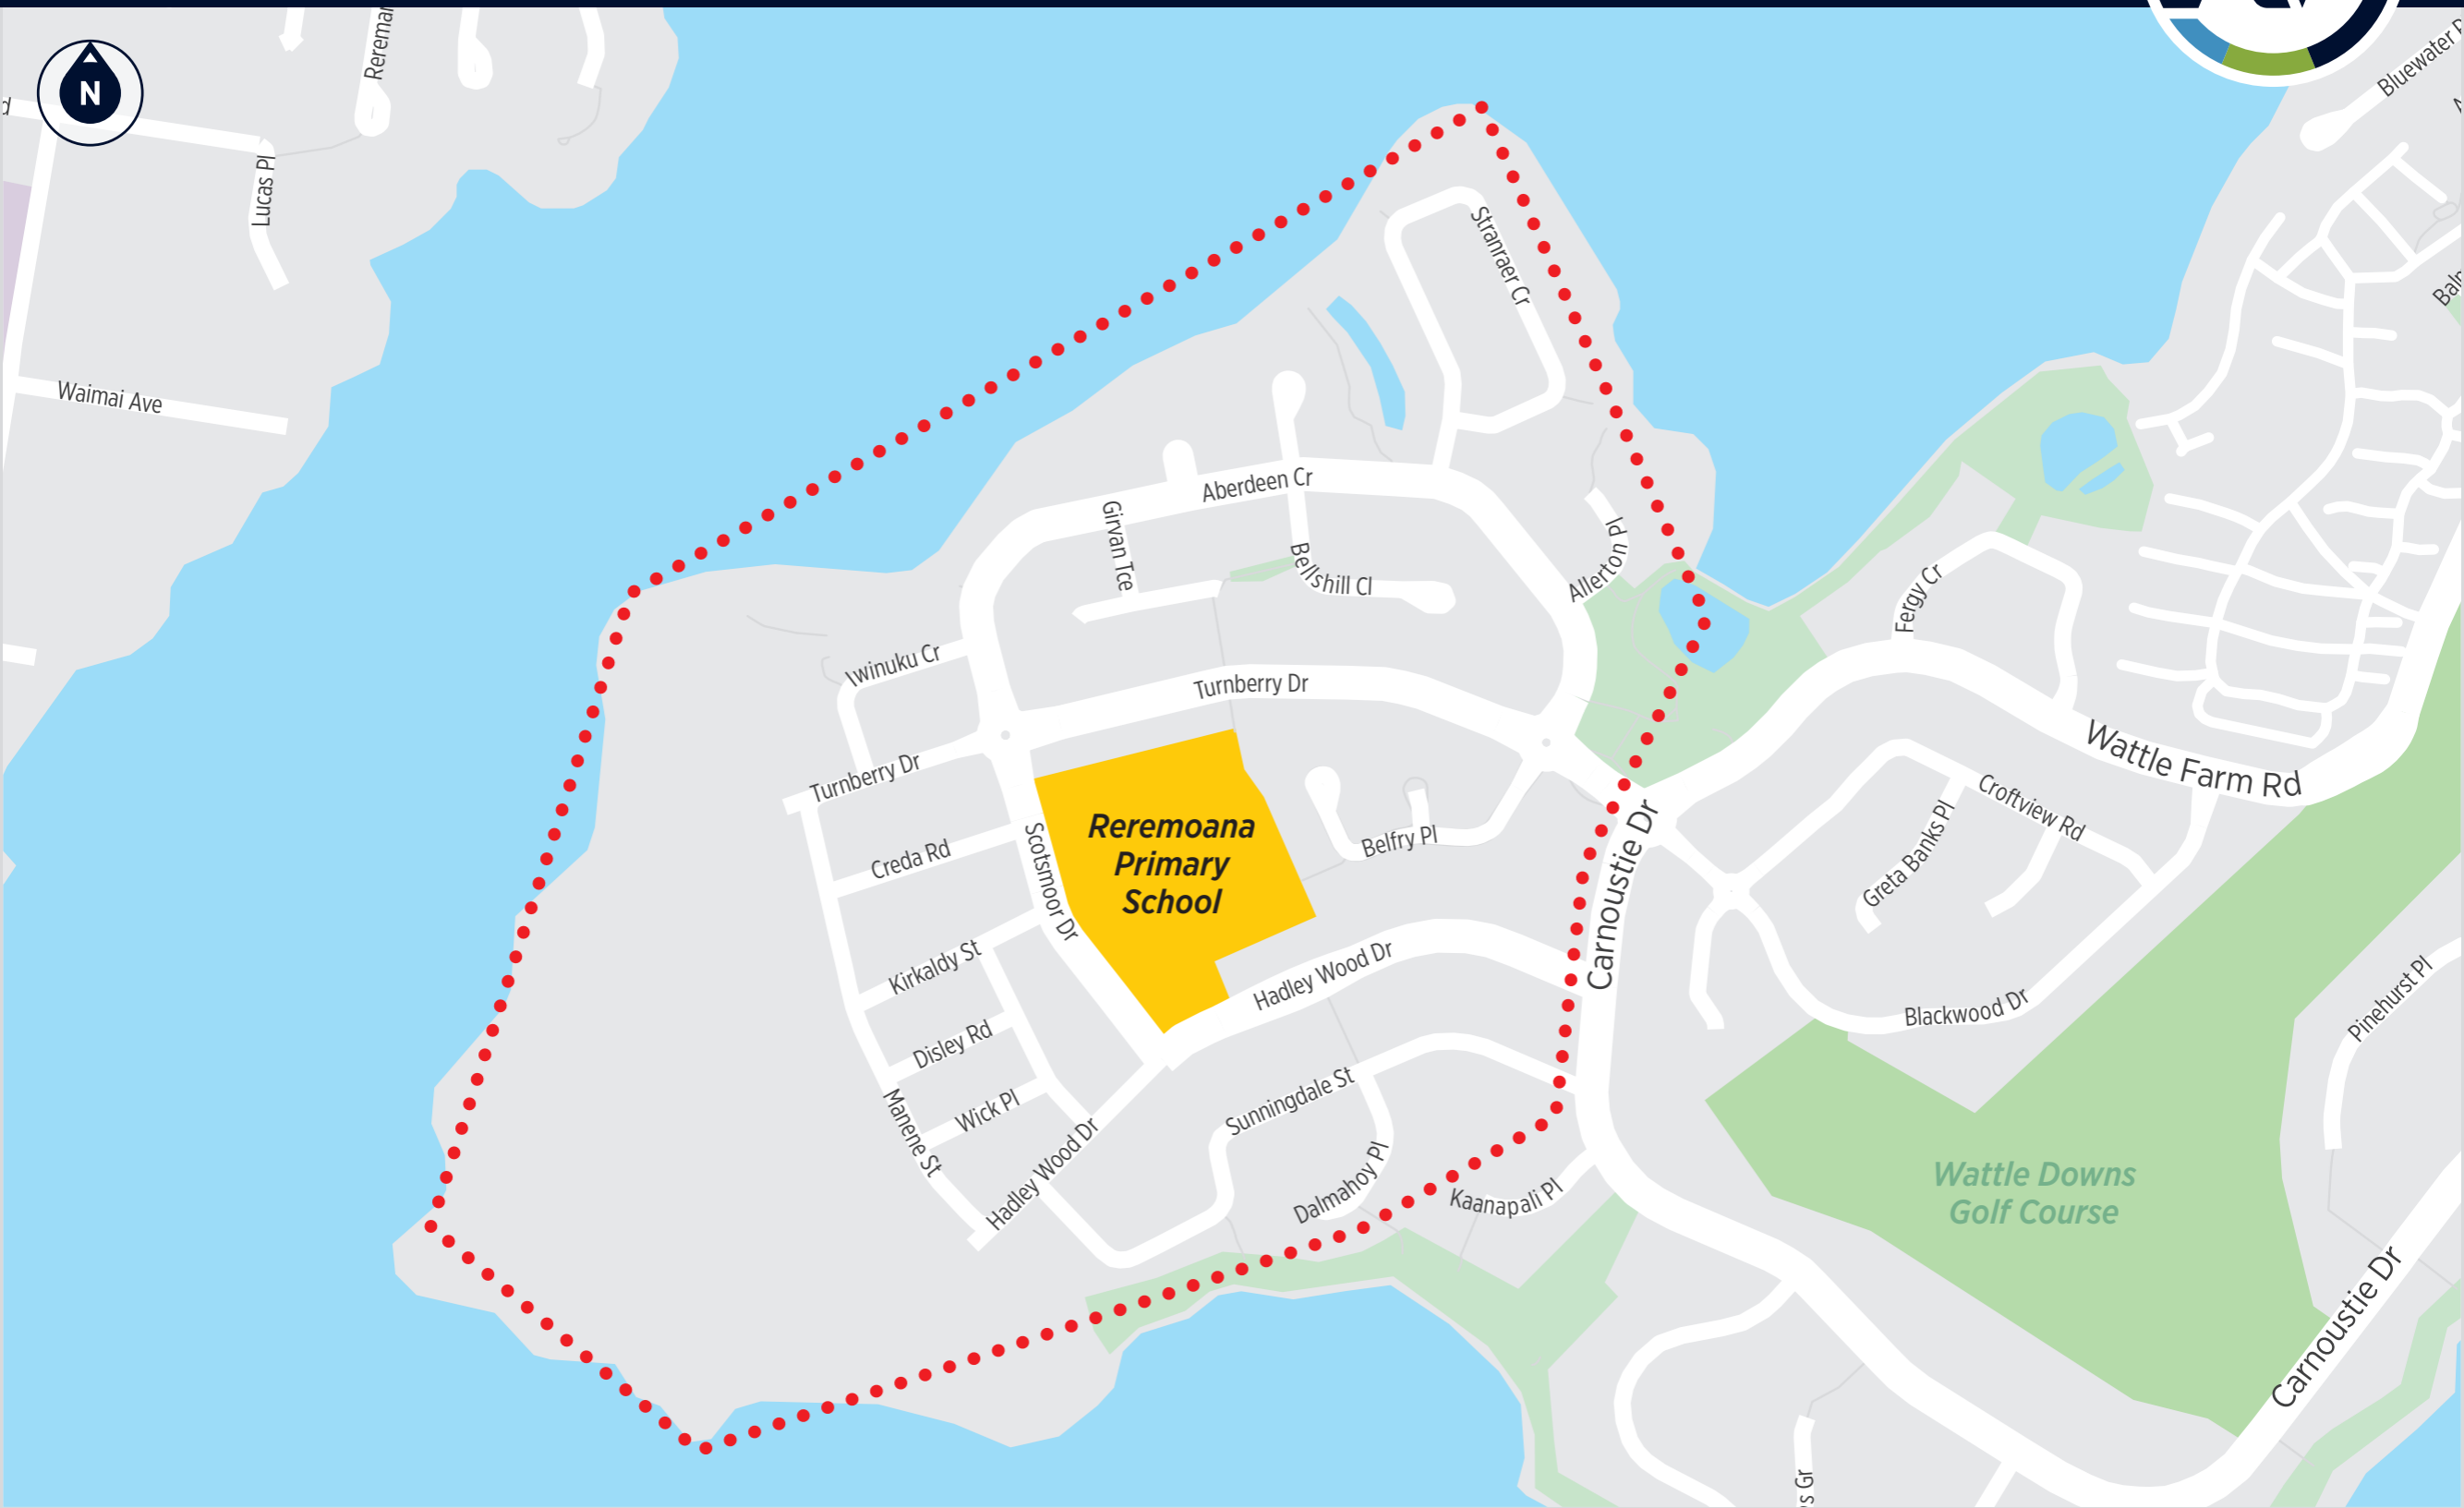 N
Lucas Pl
Waimai Ave
Stranraer Cr
Aberdeen Cr
Girvan Tce
Bellshill Cl
Allerton Pl
Iwinuku Cr
Turnberry Dr
Turnberry Dr
Fergy Cr
Wattle Farm Rd
Croftview Rd
Greta Banks Pl
Blackwood Dr
Creda Rd
Scotsmoor Dr
Reremoana
Primary
School
Belfry Pl
Carnoustie Dr
Hadley Wood Dr
Kirkaldy St
Disley Rd
Wick Pl
Manene St
Hadley Wood Dr
Sunningdale St
Dalmahoy Pl
Kaanapali Pl
Pinehurst Pl
Wattle Downs
Golf Course
Carnoustie Dr